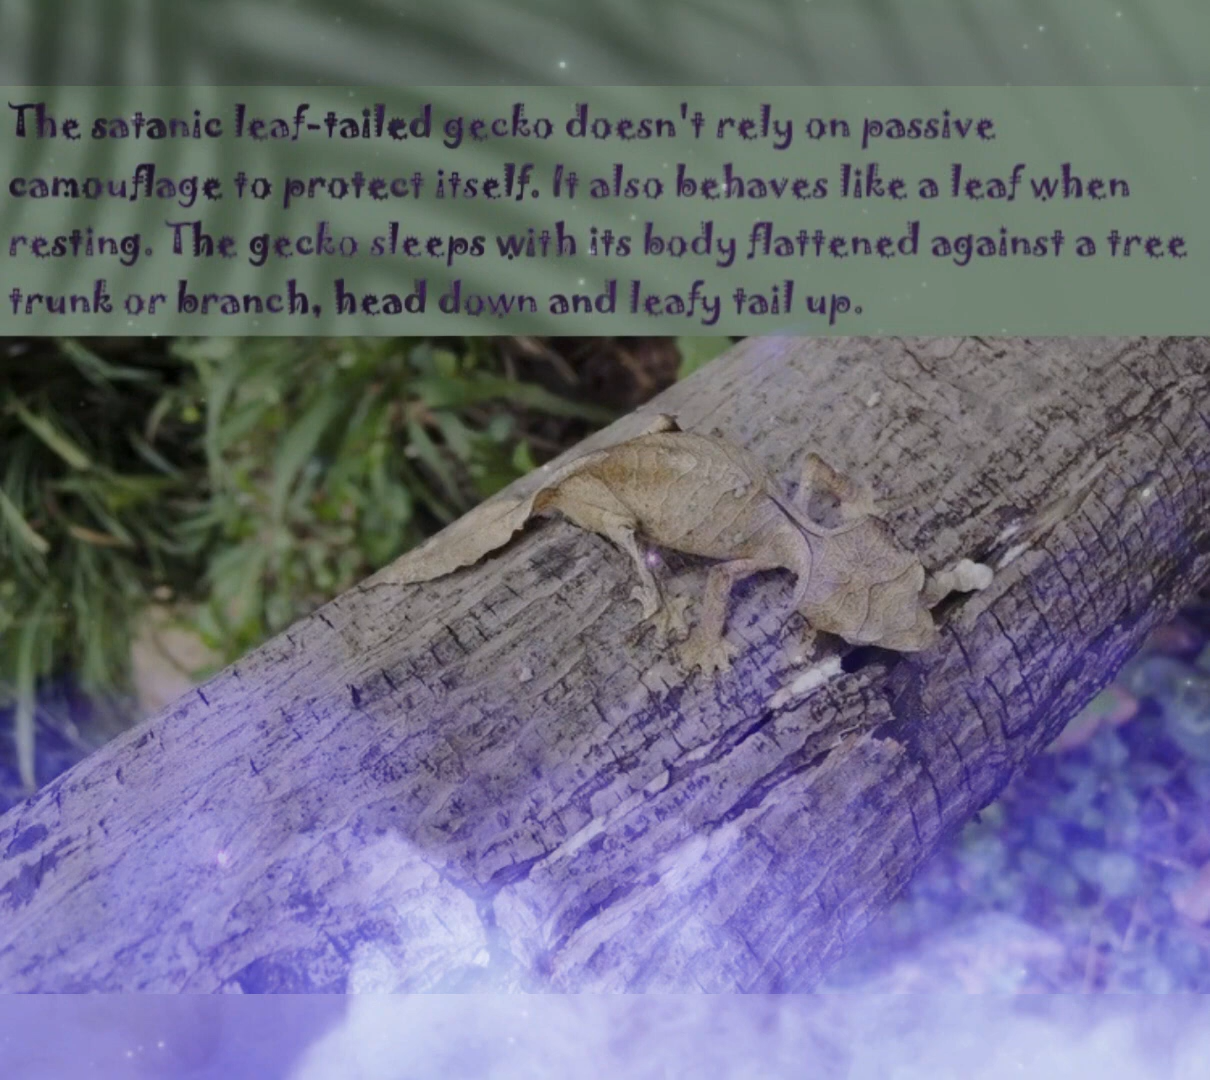 The satanic leaf-tailed gecko doesn't rely on passive
camouflage to protect itself. It also behaves like a leaf when
resting. The gecko sleeps with its body flattened against a tree
trunk or branch, head down and leafy tail up.